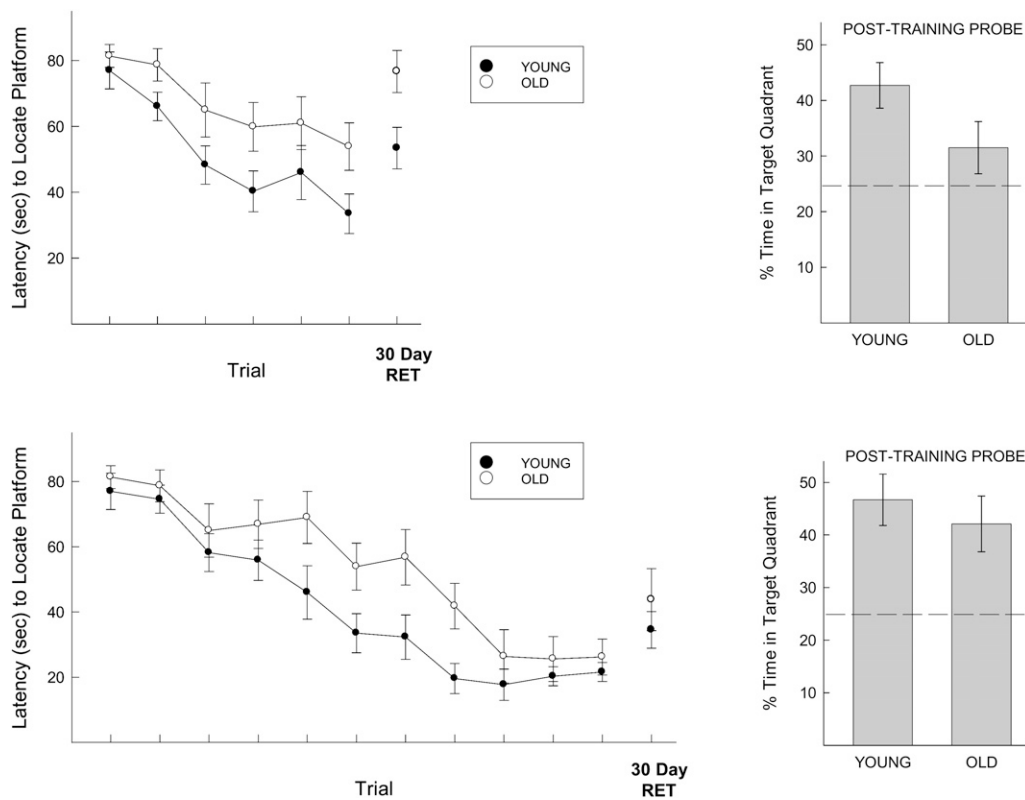 Latency (sec) to Locate Platform
80
60
40
20
YOUNG
OLD
Trial
30 Day
RET
POST-TRAINING PROBE
% Time in Target Quadrant
50
40
30
20
10
YOUNG
OLD
Latency (sec) to Locate Platform
80
60
40
20
YOUNG
OLD
Trial
30 Day
RET
POST-TRAINING PROBE
% Time in Target Quadrant
50
40
30
20
10
YOUNG
OLD